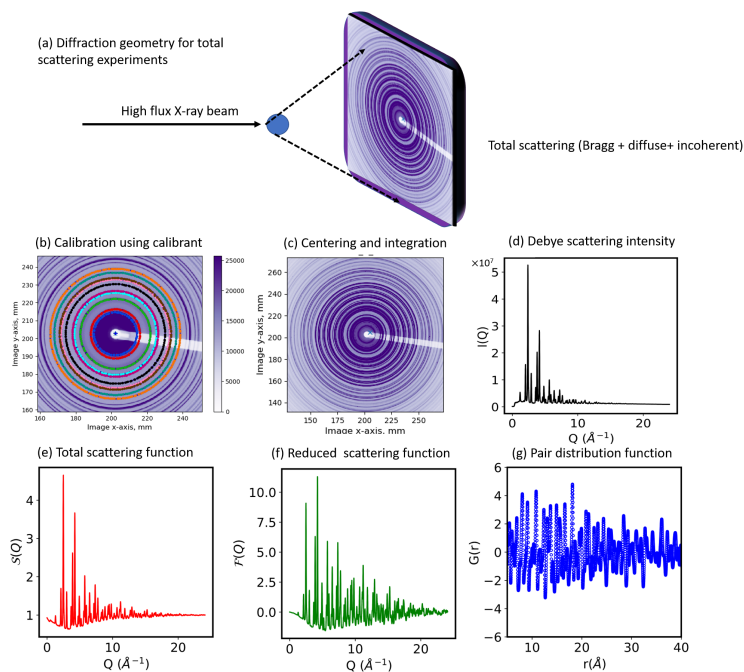 (a) Diffraction geometry for total
scattering experiments
High flux X-ray beam
Total scattering (Bragg + diffuse+ incoherent)
(b) Calibration using calibrant
(c) Centering and integration
(d) Debye scattering intensity
240
220
200
180
160
160
180
200
220
240
Image y-axis, mm
Image x-axis, mm
25000
20000
15000
10000
5000
0
260
240
220
200
180
160
140
150
175
200
225
250
Image y-axis, mm
Image x-axis, mm
×10⁷
5
4
3
2
1
0
0
10
20
I(Q)
Q (Å⁻¹)
(e) Total scattering function
(f) Reduced scattering function
(g) Pair distribution function
4
3
2
1
0
10
20
S(Q)
Q (Å⁻¹)
10.0
7.5
5.0
2.5
0.0
0
10
20
F(Q)
Q (Å⁻¹)
6
4
2
0
−2
−4
−6
10
20
30
40
G(r)
r(Å)